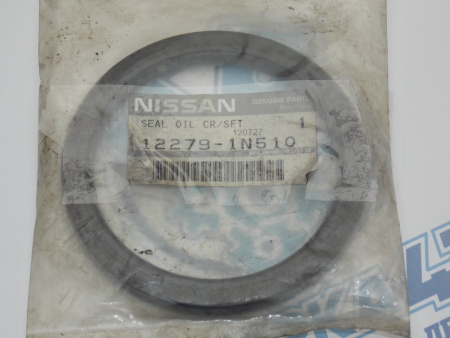 NISSAN GENUINE PARTS
SEAL OIL CR/SFT 1
120727
12279-1N510